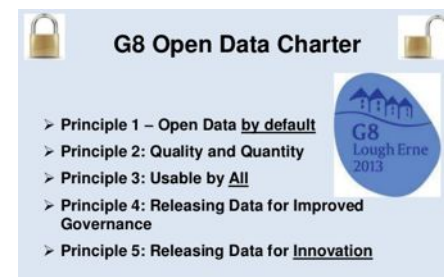 G8 Open Data Charter
➢ Principle 1 – Open Data by default
➢ Principle 2: Quality and Quantity
➢ Principle 3: Usable by All
➢ Principle 4: Releasing Data for Improved
Governance
➢ Principle 5: Releasing Data for Innovation
G8
Lough Erne
2013